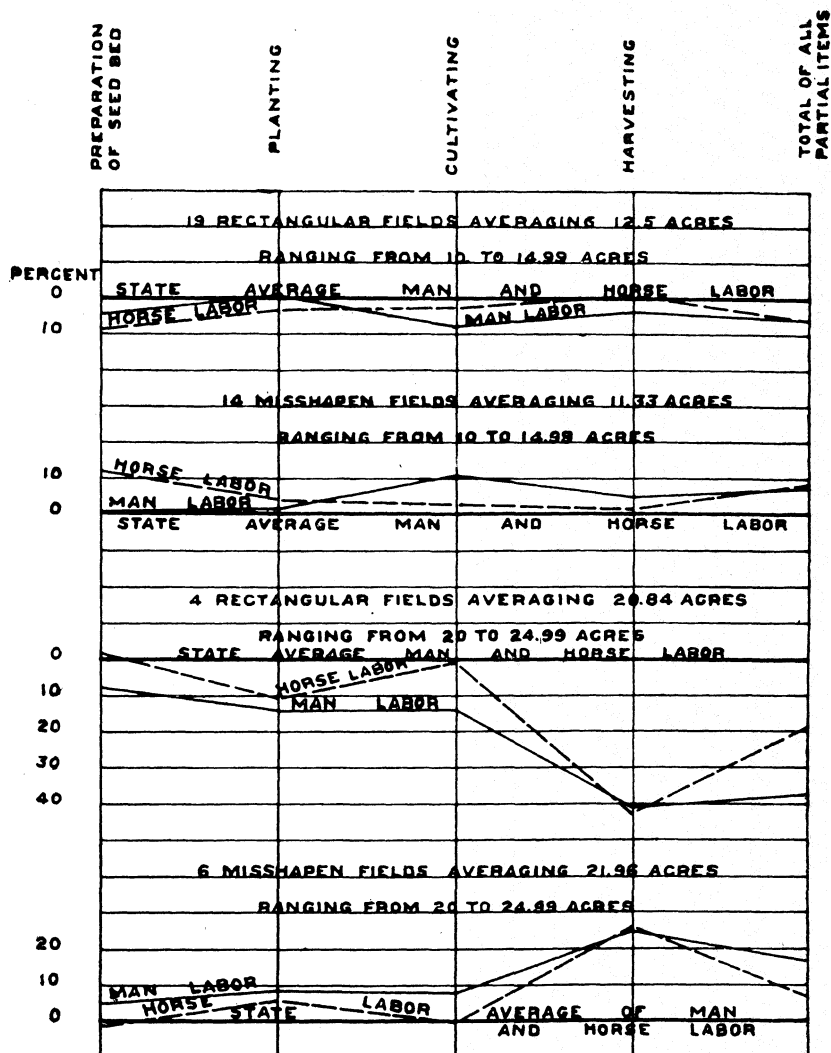 PREPARATION
OF SEED BED
PLANTING
CULTIVATING
HARVESTING
TOTAL OF ALL
PARTIAL ITEMS
19 RECTANGULAR FIELDS AVERAGING 12.5 ACRES
RANGING FROM 10 TO 14.99 ACRES
PERCENT
0 STATE AVERAGE MAN AND HORSE LABOR
HORSE LABOR
MAN LABOR
10
14 MISSHAPEN FIELDS AVERAGING 11.33 ACRES
RANGING FROM 10 TO 14.99 ACRES
10
HORSE LABOR
MAN LABOR
0
STATE AVERAGE MAN AND HORSE LABOR
4 RECTANGULAR FIELDS AVERAGING 20.84 ACRES
RANGING FROM 20 TO 24.99 ACRES
0 STATE AVERAGE MAN AND HORSE LABOR
HORSE LABOR
10
MAN LABOR
20
30
40
6 MISSHAPEN FIELDS AVERAGING 21.96 ACRES
RANGING FROM 20 TO 24.99 ACRES
20
10
MAN LABOR
HORSE LABOR
0
STATE AVERAGE OF MAN
AND HORSE LABOR